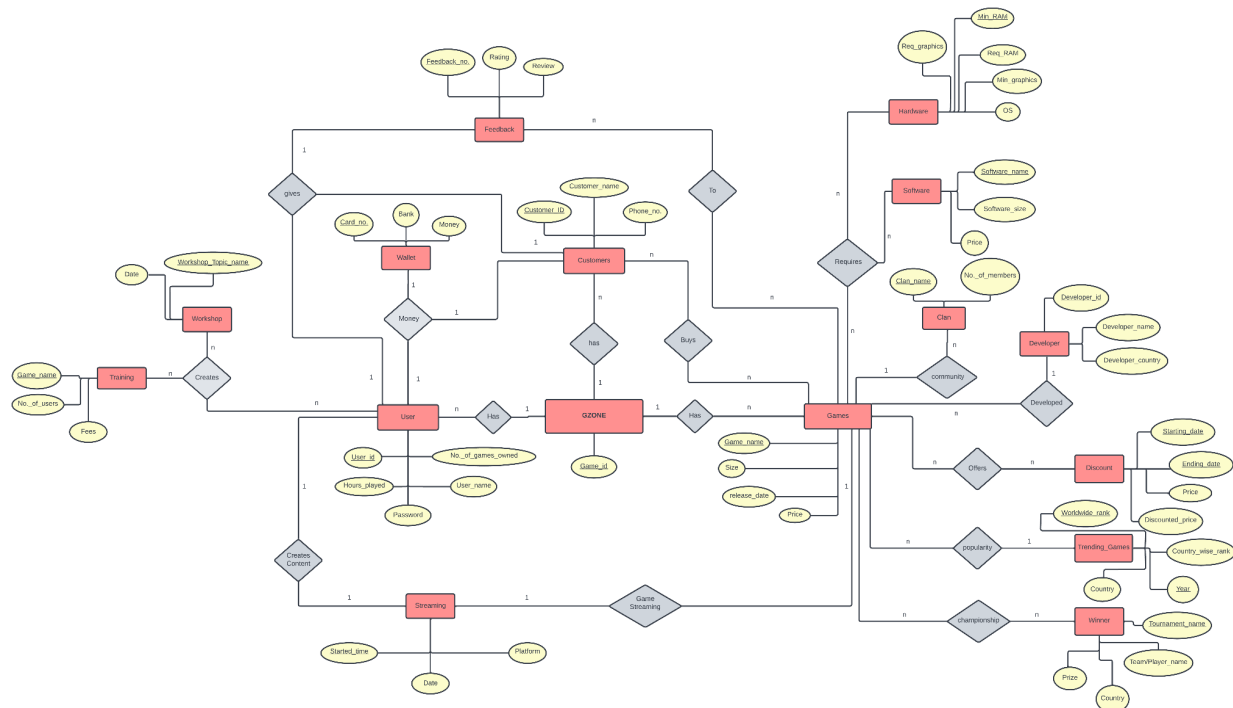 Min_RAM
Req_graphics
Req_RAM
Rating
Feedback_no.
Review
Min_graphics
Hardware
OS
Feedback
n
n
1
Software_name
Customer_name
Software
gives
To
n
n
Software_size
Card_no.
Bank
Customer_ID
Phone_no.
Money
Price
1
Wallet
Customers
n
Workshop_Topic_name
Date
Requires
No._of_members
Clan_name
1
n
Developer_id
n
n
Workshop
Money
1
Clan
n
Developer_name
has
Buys
Developer
n
n
Developer_country
Game_name
Training
n
Creates
1
1
1
community
1
n
No._of_users
1
Developed
n
User
n
Has
1
GZONE
1
Has
n
Games
n
Fees
Game_name
Starting_date
User_id
No._of_games_owned
Game_id
Size
n
Offers
n
Discount
Ending_date
Hours_played
User_name
1
1
release_date
Price
Password
Price
Worldwide_rank
Discounted_price
n
popularity
1
Trending_Games
Country_wise_rank
Creates
Content
Country
Year
1
Streaming
1
Game
Streaming
1
n
championship
n
Winner
Tournament_name
Started_time
Platform
Team/Player_name
Date
Prize
Country